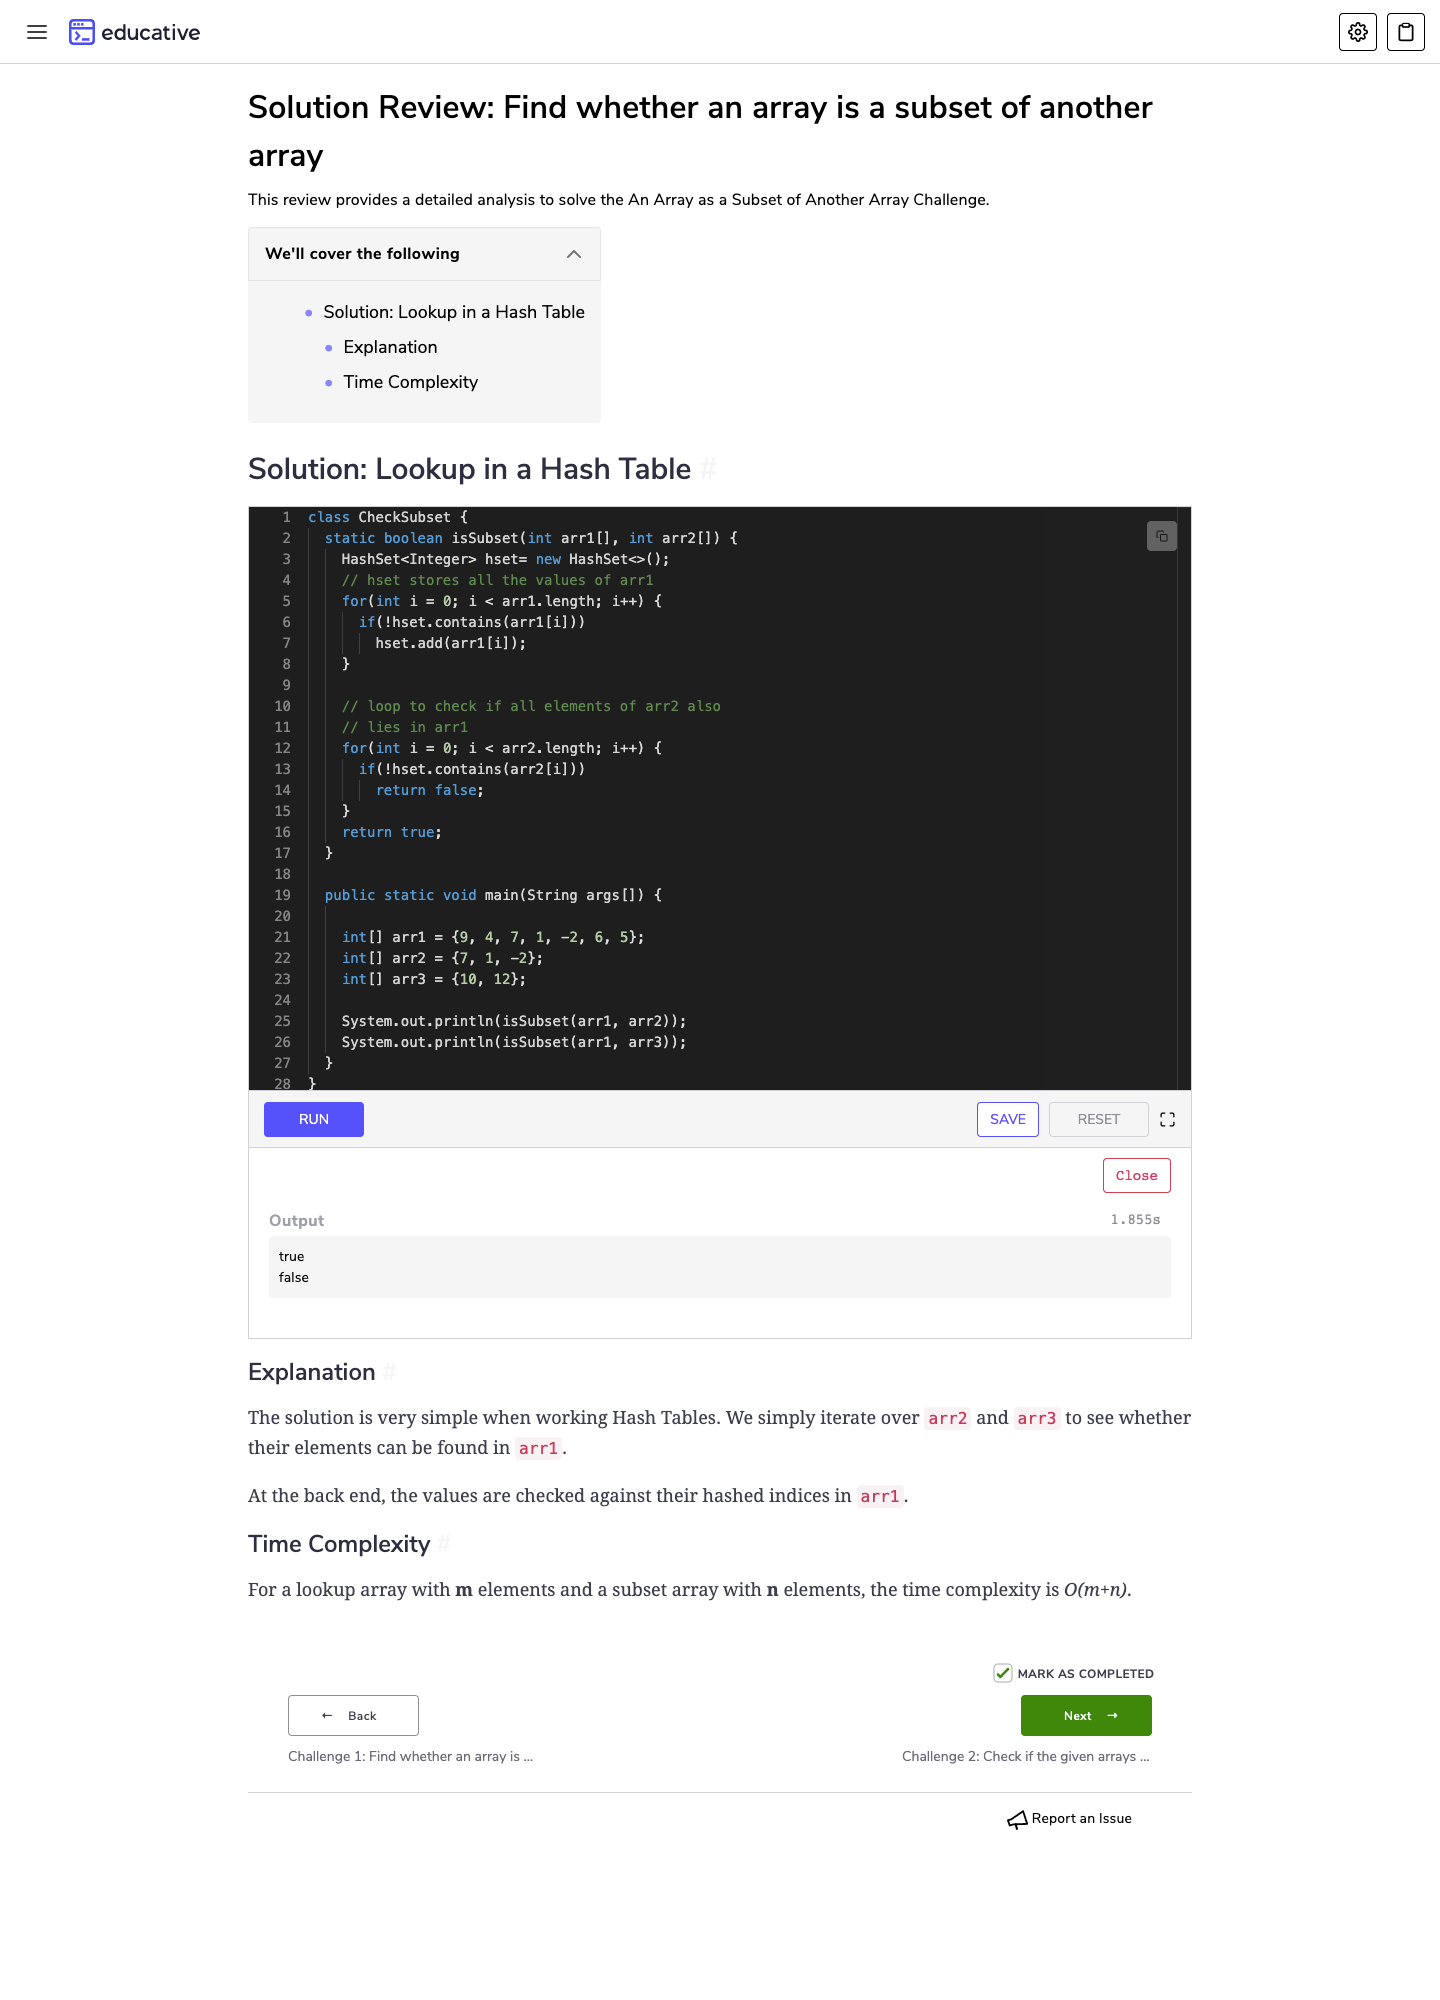 educative
Solution Review: Find whether an array is a subset of another
array
This review provides a detailed analysis to solve the An Array as a Subset of Another Array Challenge.
We'll cover the following
• Solution: Lookup in a Hash Table
• Explanation
• Time Complexity
Solution: Lookup in a Hash Table #
1 class CheckSubset {
2   static boolean isSubset(int arr1[], int arr2[]) {
3     HashSet<Integer> hset= new HashSet<>();
4     // hset stores all the values of arr1
5     for(int i = 0; i < arr1.length; i++) {
6       if(!hset.contains(arr1[i]))
7         hset.add(arr1[i]);
8     }
9
10     // loop to check if all elements of arr2 also
11     // lies in arr1
12     for(int i = 0; i < arr2.length; i++) {
13       if(!hset.contains(arr2[i]))
14         return false;
15     }
16     return true;
17   }
18
19   public static void main(String args[]) {
20
21     int[] arr1 = {9, 4, 7, 1, -2, 6, 5};
22     int[] arr2 = {7, 1, -2};
23     int[] arr3 = {10, 12};
24
25     System.out.println(isSubset(arr1, arr2));
26     System.out.println(isSubset(arr1, arr3));
27   }
28 }
RUN SAVE RESET
Close
Output 1.855s
true
false
Explanation #
The solution is very simple when working Hash Tables. We simply iterate over arr2 and arr3 to see whether
their elements can be found in arr1.
At the back end, the values are checked against their hashed indices in arr1.
Time Complexity #
For a lookup array with m elements and a subset array with n elements, the time complexity is O(m+n).
MARK AS COMPLETED
← Back Next →
Challenge 1: Find whether an array is ... Challenge 2: Check if the given arrays ...
Report an Issue